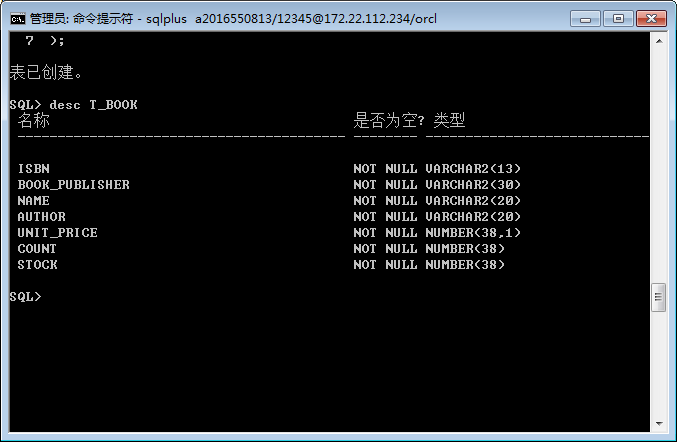 管理员: 命令提示符 - sqlplus  a2016550813/12345@172.22.112.234/orcl
7  );
表已创建。
SQL> desc T_BOOK
名称                                      是否为空? 类型
----------------------------------------- -------- ----------------------------
ISBN                                      NOT NULL VARCHAR2(13)
BOOK_PUBLISHER                            NOT NULL VARCHAR2(30)
NAME                                      NOT NULL VARCHAR2(20)
AUTHOR                                    NOT NULL VARCHAR2(20)
UNIT_PRICE                                NOT NULL NUMBER(38,1)
COUNT                                     NOT NULL NUMBER(38)
STOCK                                     NOT NULL NUMBER(38)
SQL>